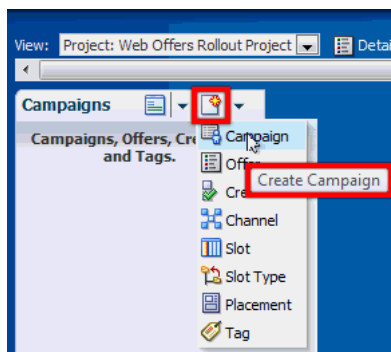 View: Project: Web Offers Rollout Project Detai
Campaigns
Campaigns, Offers, Cre
and Tags.
Campaign
Offer
Create Campaign
Cre
Channel
Slot
Slot Type
Placement
Tag